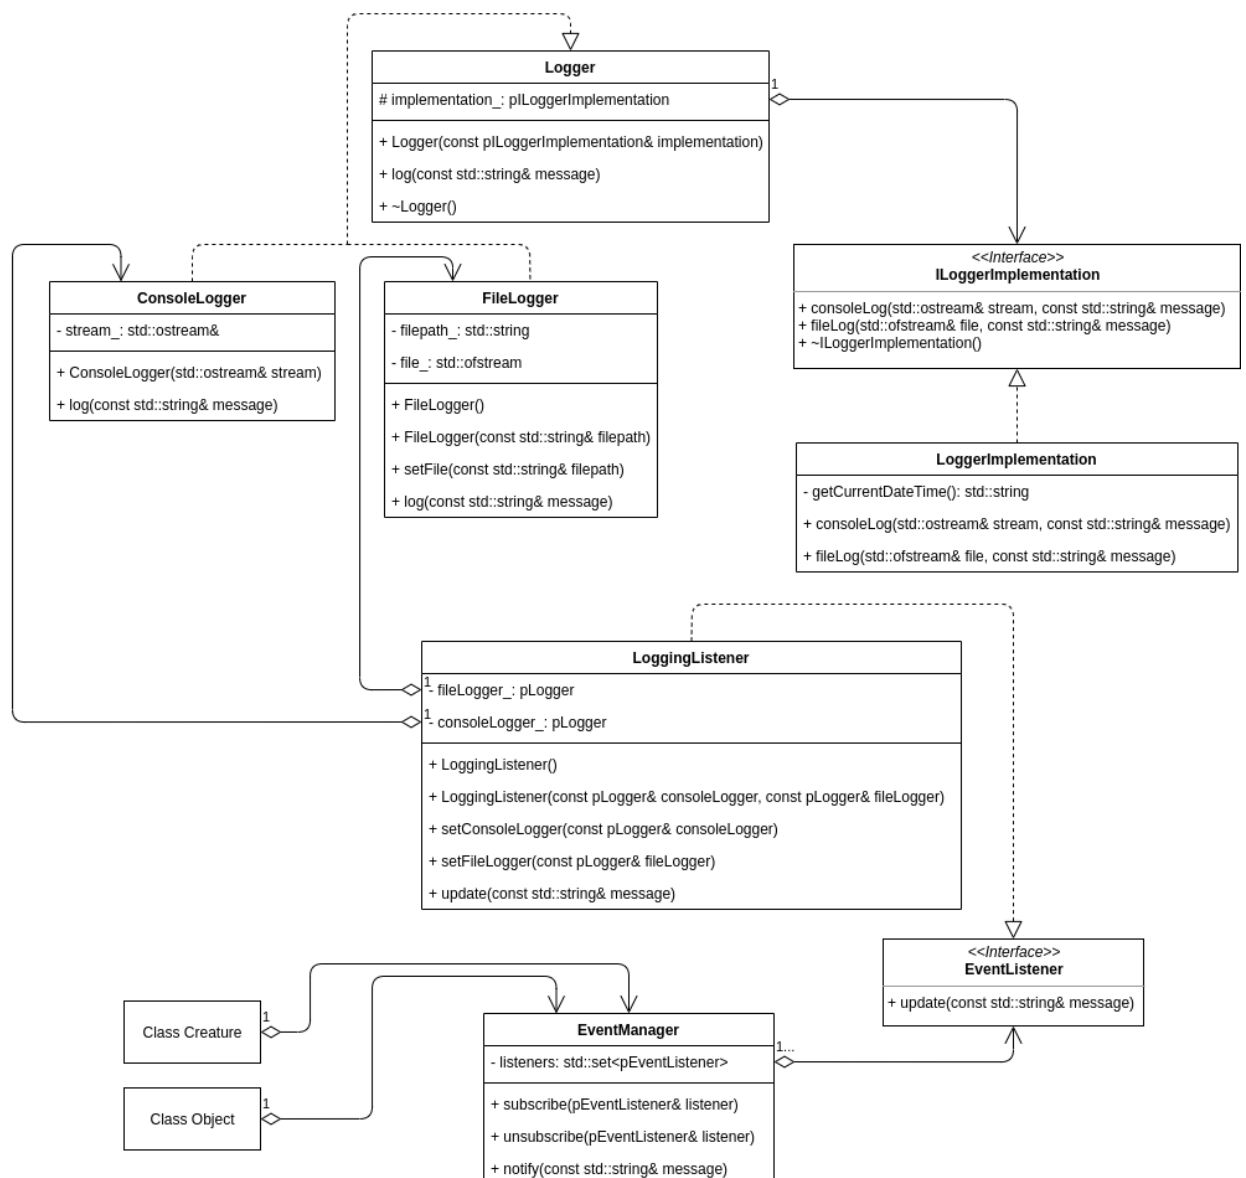 Logger
# implementation_: pILoggerImplementation
1
+ Logger(const pILoggerImplementation& implementation)
+ log(const std::string& message)
+ ~Logger()
<<Interface>>
ILoggerImplementation
+ consoleLog(std::ostream& stream, const std::string& message)
+ fileLog(std::ofstream& file, const std::string& message)
+ ~ILoggerImplementation()
ConsoleLogger
- stream_: std::ostream&
+ ConsoleLogger(std::ostream& stream)
+ log(const std::string& message)
FileLogger
- filepath_: std::string
- file_: std::ofstream
+ FileLogger()
+ FileLogger(const std::string& filepath)
+ setFile(const std::string& filepath)
+ log(const std::string& message)
LoggerImplementation
- getCurrentDateTime(): std::string
+ consoleLog(std::ostream& stream, const std::string& message)
+ fileLog(std::ofstream& file, const std::string& message)
LoggingListener
1
- fileLogger_: pLogger
1
- consoleLogger_: pLogger
+ LoggingListener()
+ LoggingListener(const pLogger& consoleLogger, const pLogger& fileLogger)
+ setConsoleLogger(const pLogger& consoleLogger)
+ setFileLogger(const pLogger& fileLogger)
+ update(const std::string& message)
<<Interface>>
EventListener
+ update(const std::string& message)
Class Creature
1
Class Object
1
EventManager
- listeners: std::set<pEventListener>
1...
+ subscribe(pEventListener& listener)
+ unsubscribe(pEventListener& listener)
+ notify(const std::string& message)